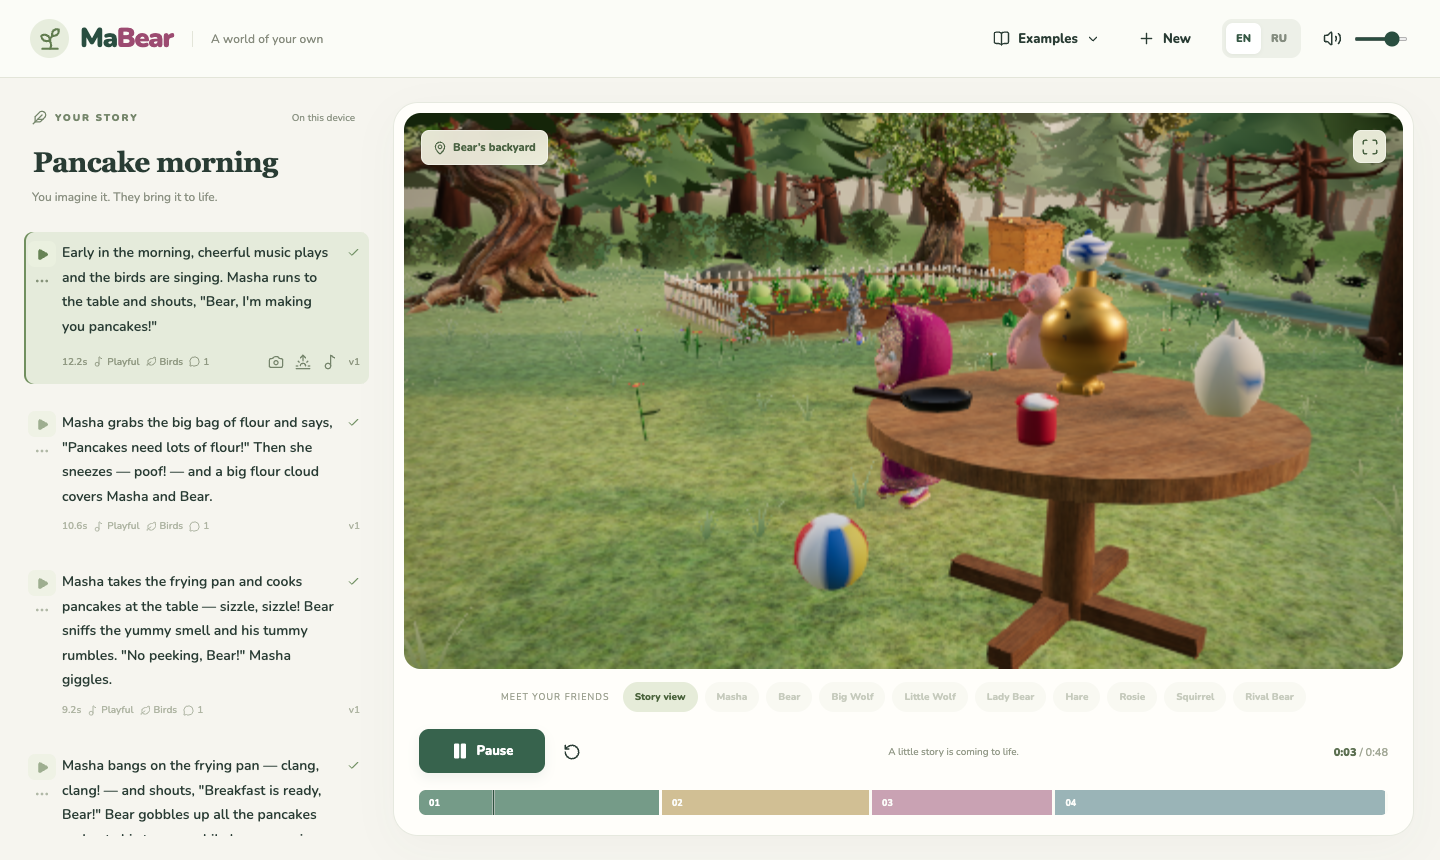 MaBear
A world of your own
Examples
New
EN
RU
YOUR STORY
On this device
Pancake morning
You imagine it. They bring it to life.
Early in the morning, cheerful music plays
and the birds are singing. Masha runs to
the table and shouts, "Bear, I'm making
you pancakes!"
12.2s Playful Birds 1
v1
Masha grabs the big bag of flour and says,
"Pancakes need lots of flour!" Then she
sneezes — poof! — and a big flour cloud
covers Masha and Bear.
10.6s Playful Birds 1
v1
Masha takes the frying pan and cooks
pancakes at the table — sizzle, sizzle! Bear
sniffs the yummy smell and his tummy
rumbles. "No peeking, Bear!" Masha
giggles.
9.2s Playful Birds 1
v1
Masha bangs on the frying pan — clang,
clang! — and shouts, "Breakfast is ready,
Bear!" Bear gobbles up all the pancakes
Bear's backyard
MEET YOUR FRIENDS
Story view
Masha
Bear
Big Wolf
Little Wolf
Lady Bear
Hare
Rosie
Squirrel
Rival Bear
Pause
A little story is coming to life.
0:03 / 0:48
01
02
03
04